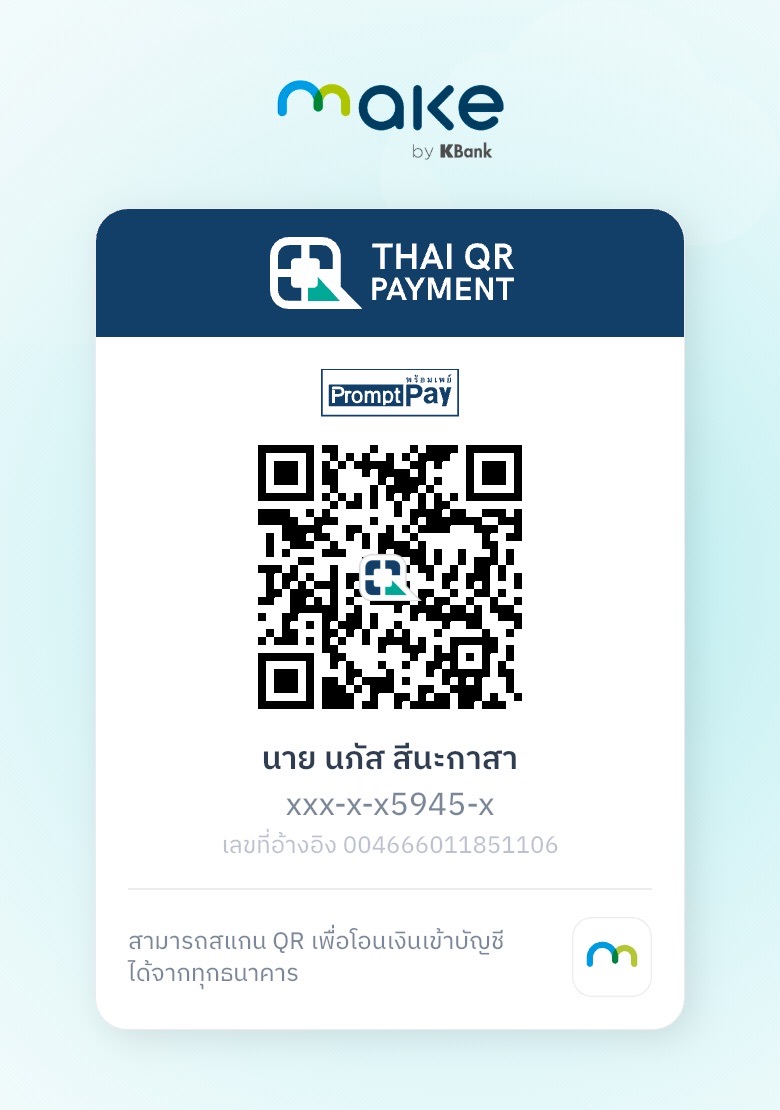 make
by KBank
THAI QR
PAYMENT
พร้อมเพย์
PromptPay
นาย นภัส สีนะกาสา
xxx-x-x5945-x
เลขที่อ้างอิง 004666011851106
สามารถสแกน QR เพื่อโอนเงินเข้าบัญชี
ได้จากทุกธนาคาร